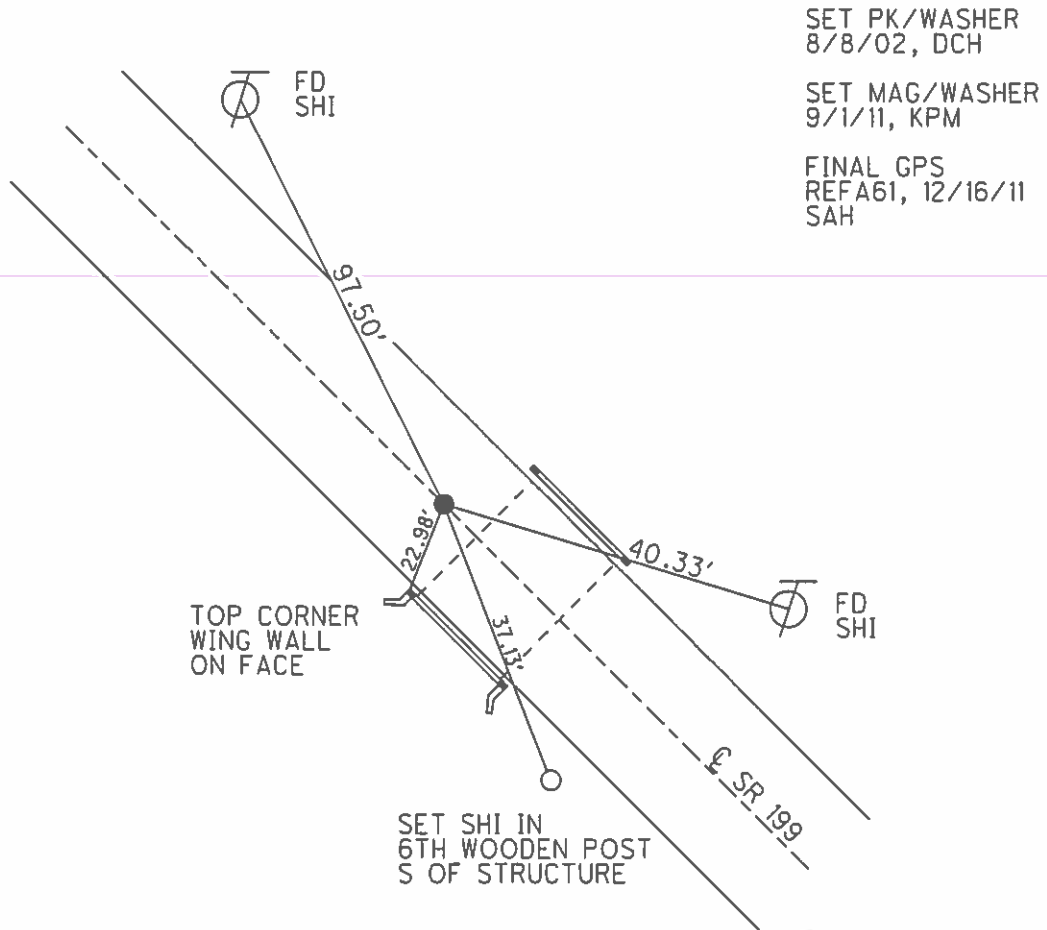 SET PK/WASHER
8/8/02, DCH
SET MAG/WASHER
9/1/11, KPM
FINAL GPS
REFA61, 12/16/11
SAH
FD
SHI
97.50'
22.98'
40.33'
37.13'
FD
SHI
TOP CORNER
WING WALL
ON FACE
℄ SR 199
SET SHI IN
6TH WOODEN POST
S OF STRUCTURE